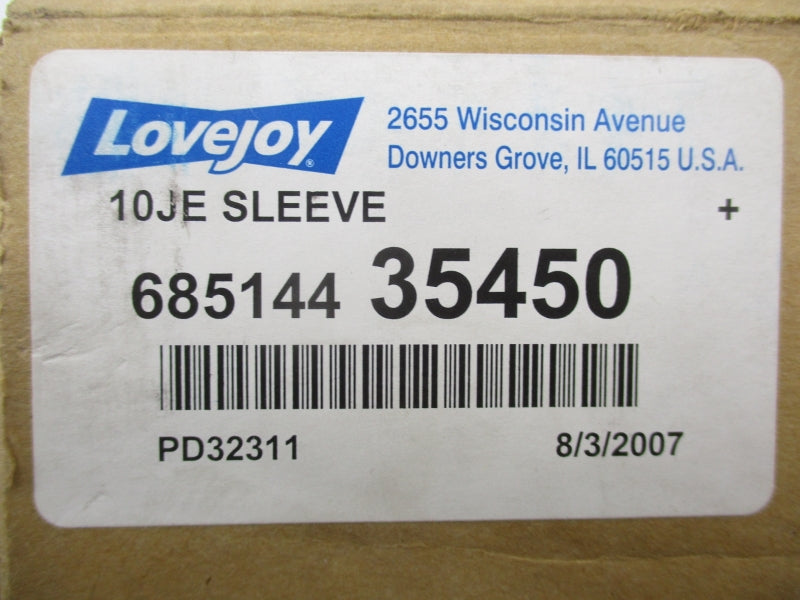 Lovejoy®
2655 Wisconsin Avenue
Downers Grove, IL 60515 U.S.A.
10JE SLEEVE +
685144 35450
PD32311 8/3/2007